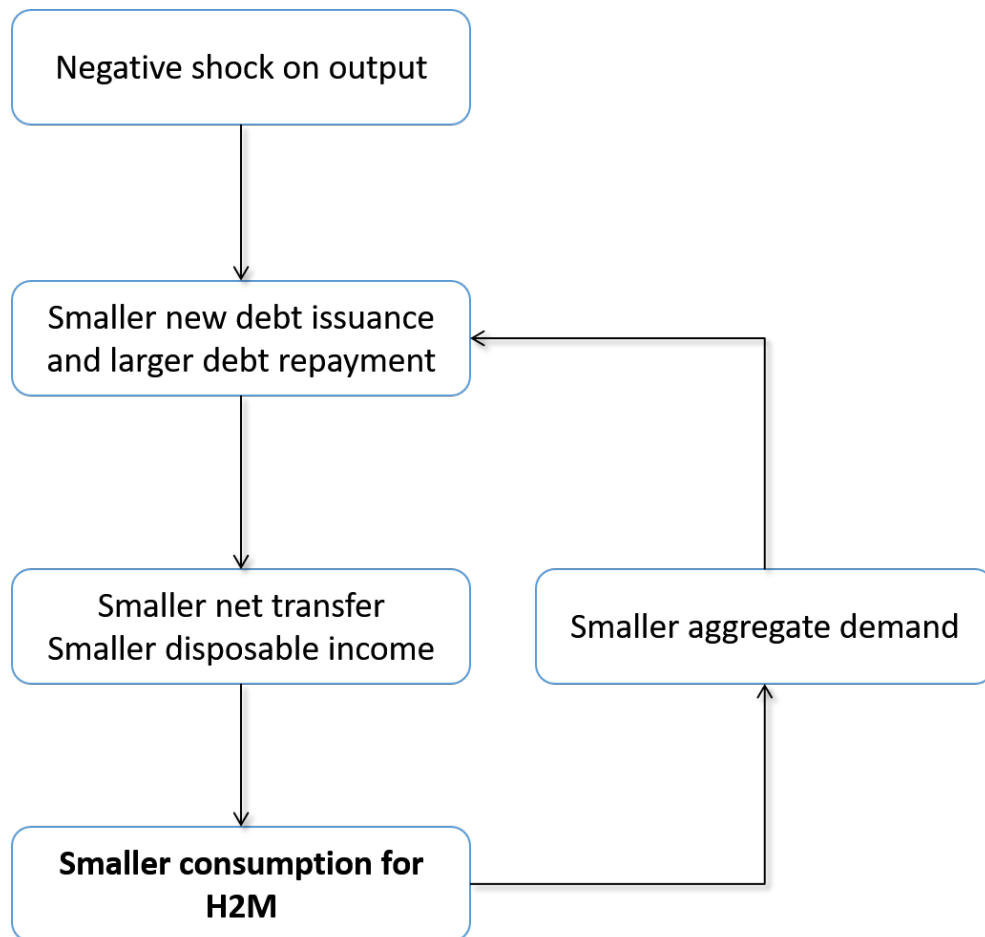 Negative shock on output
Smaller new debt issuance
and larger debt repayment
Smaller net transfer
Smaller disposable income
Smaller aggregate demand
Smaller consumption for
H2M